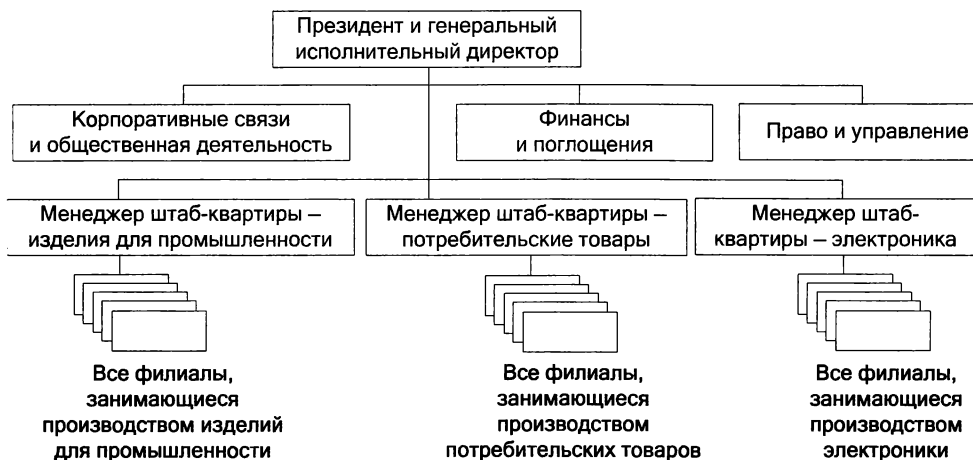 Президент и генеральный
исполнительный директор
Корпоративные связи
и общественная деятельность
Финансы
и поглощения
Право и управление
Менеджер штаб-квартиры –
изделия для промышленности
Менеджер штаб-квартиры –
потребительские товары
Менеджер штаб-
квартиры – электроника
Все филиалы,
занимающиеся
производством изделий
для промышленности
Все филиалы,
занимающиеся
производством
потребительских товаров
Все филиалы,
занимающиеся
производством
электроники